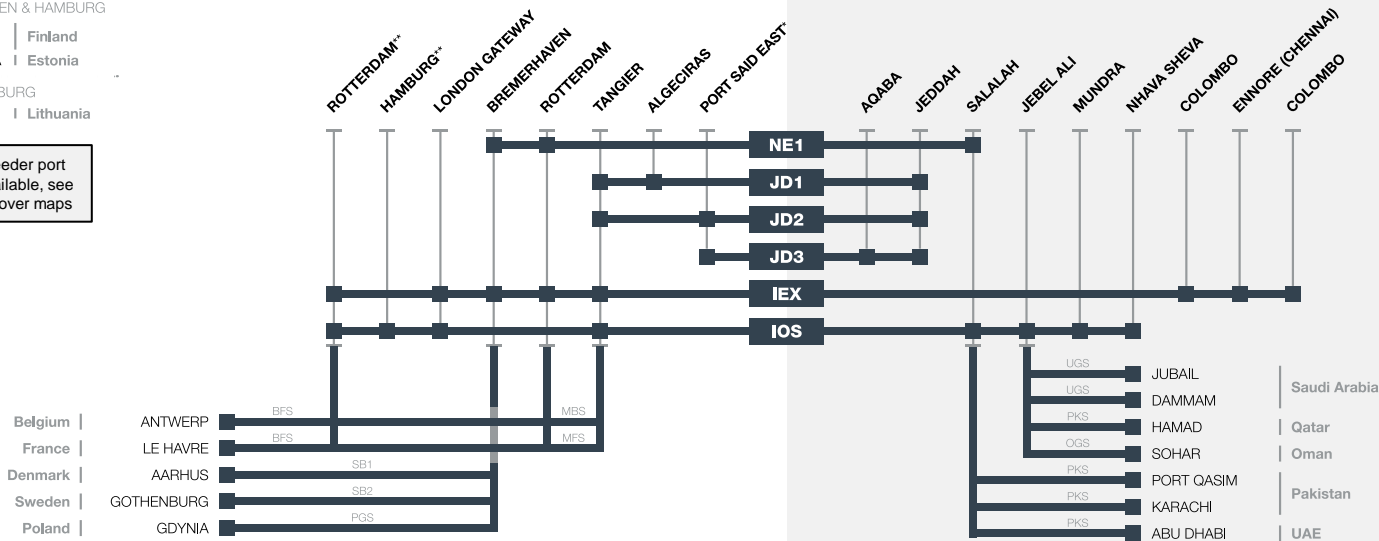 EN & HAMBURG
Finland
Estonia
BURG
Lithuania
eeder port
ailable, see
over maps
ROTTERDAM**
HAMBURG**
LONDON GATEWAY
BREMERHAVEN
ROTTERDAM
TANGIER
ALGECIRAS
PORT SAID EAST*
AQABA
JEDDAH
SALALAH
JEBEL ALI
MUNDRA
NHAVA SHEVA
COLOMBO
ENNORE (CHENNAI)
COLOMBO
NE1
JD1
JD2
JD3
IEX
IOS
Belgium
ANTWERP
BFS
MBS
France
LE HAVRE
BFS
MFS
Denmark
AARHUS
SB1
Sweden
GOTHENBURG
SB2
Poland
GDYNIA
PGS
UGS
JUBAIL
Saudi Arabia
UGS
DAMMAM
PKS
HAMAD
Qatar
OGS
SOHAR
Oman
PKS
PORT QASIM
Pakistan
PKS
KARACHI
PKS
ABU DHABI
UAE